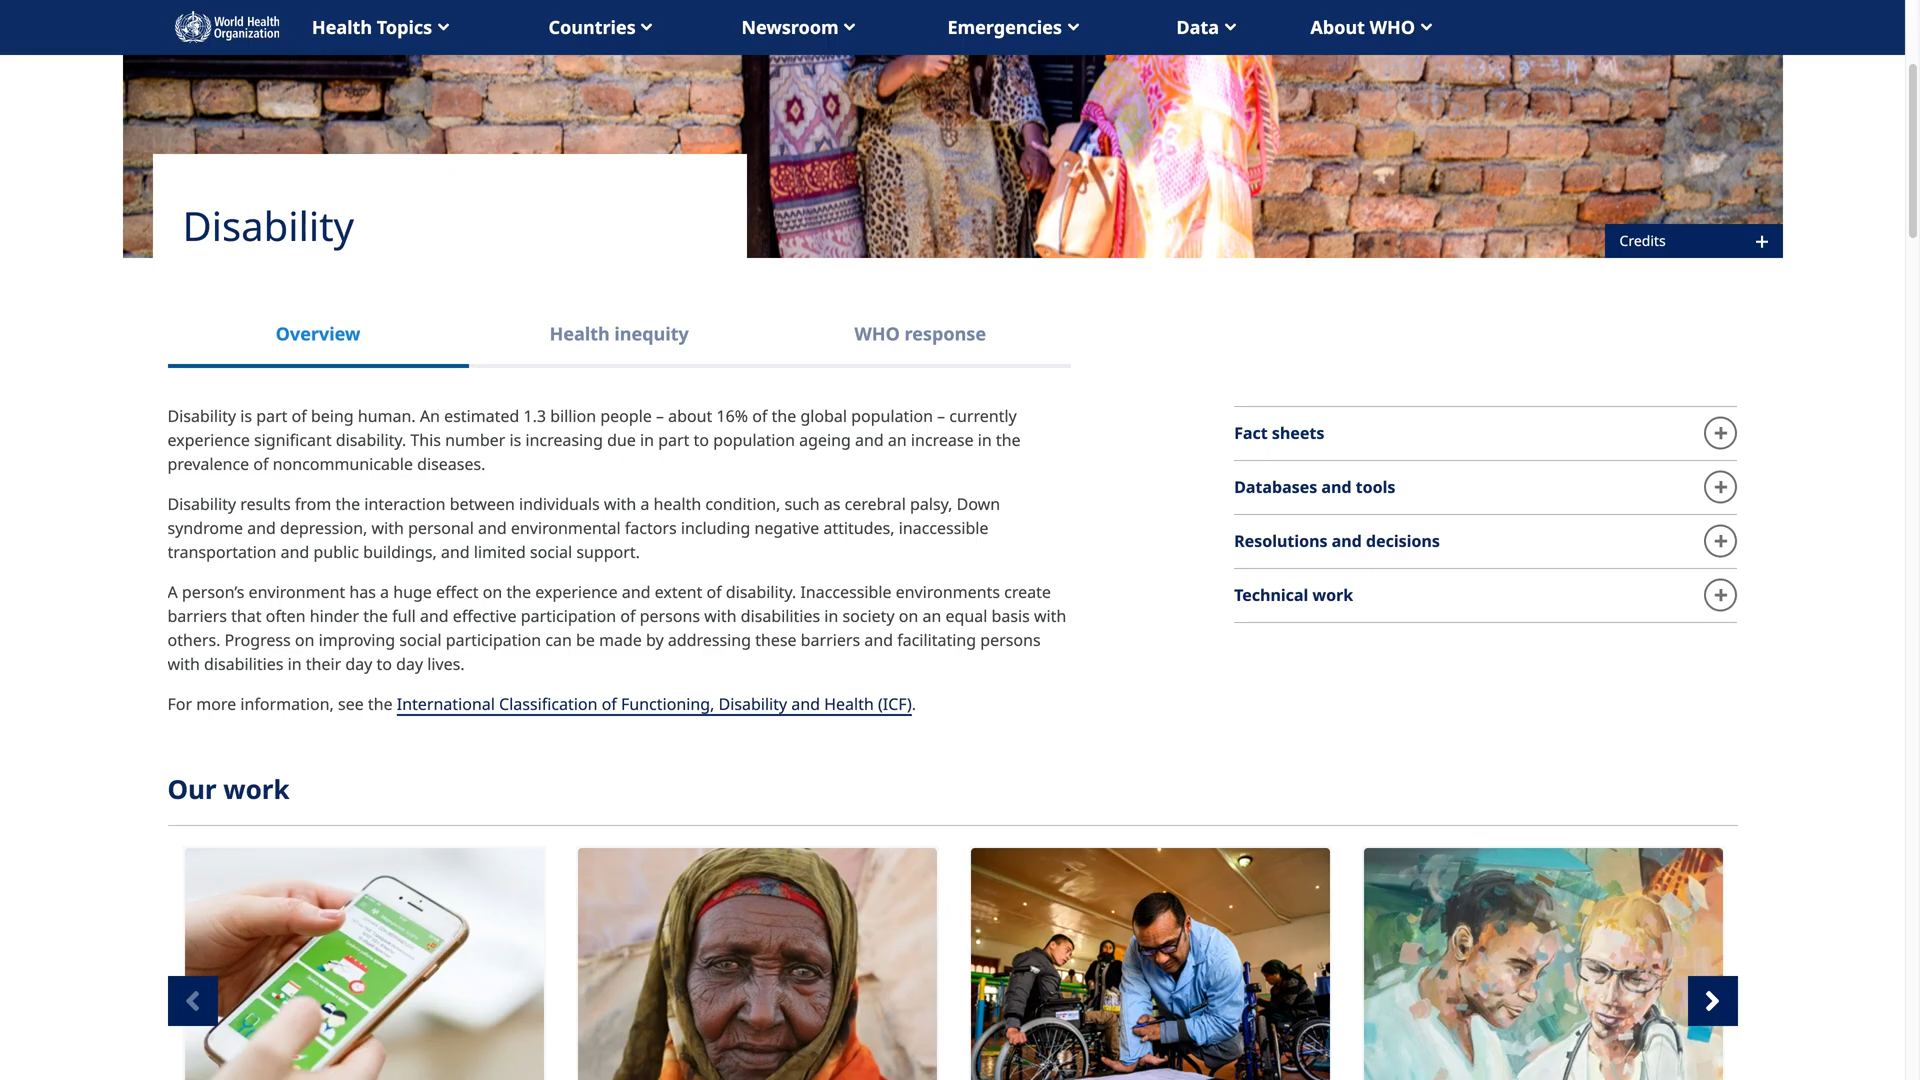 World Health
Organization
Health Topics
Countries
Newsroom
Emergencies
Data
About WHO
Disability
Credits
Overview
Health inequity
WHO response
Disability is part of being human. An estimated 1.3 billion people – about 16% of the global population – currently
experience significant disability. This number is increasing due in part to population ageing and an increase in the
prevalence of noncommunicable diseases.
Disability results from the interaction between individuals with a health condition, such as cerebral palsy, Down
syndrome and depression, with personal and environmental factors including negative attitudes, inaccessible
transportation and public buildings, and limited social support.
A person’s environment has a huge effect on the experience and extent of disability. Inaccessible environments create
barriers that often hinder the full and effective participation of persons with disabilities in society on an equal basis with
others. Progress on improving social participation can be made by addressing these barriers and facilitating persons
with disabilities in their day to day lives.
For more information, see the International Classification of Functioning, Disability and Health (ICF).
Fact sheets
Databases and tools
Resolutions and decisions
Technical work
Our work